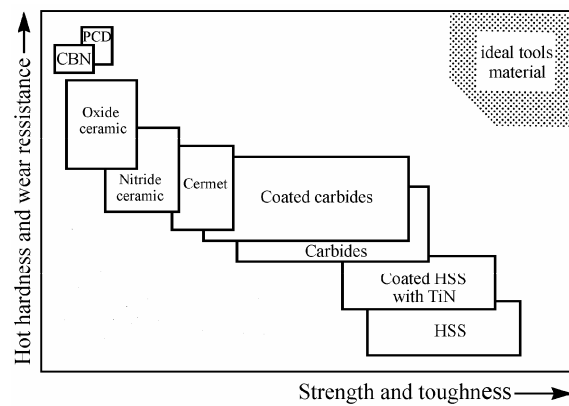 Hot hardness and wear resistance
PCD
CBN
ideal tools
material
Oxide
ceramic
Nitride
ceramic
Cermet
Coated carbides
Carbides
Coated HSS
with TiN
HSS
Strength and toughness